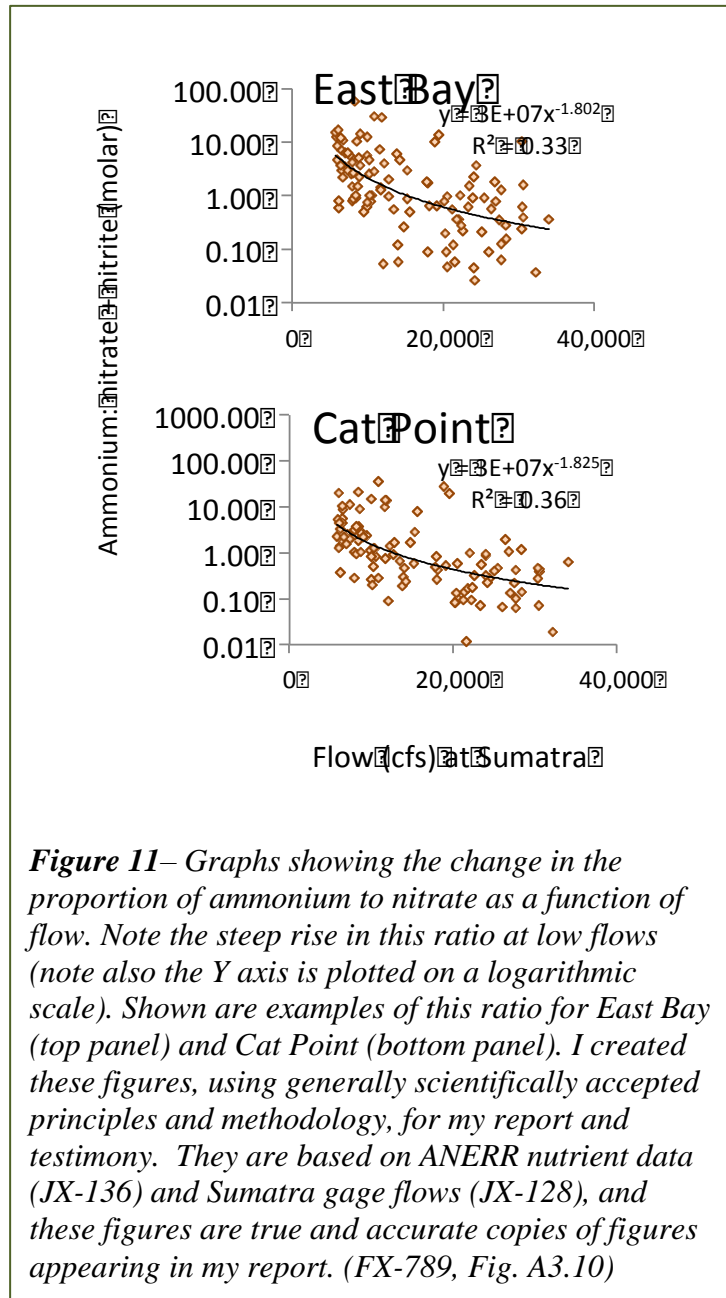 East Bay
y = 3E+07x^-1.802
R² = 0.33
100.00
10.00
1.00
0.10
0.01
0
20,000
40,000
Ammonium: nitrate + nitrite (molar)
Cat Point
y = 3E+07x^-1.825
R² = 0.36
1000.00
100.00
10.00
1.00
0.10
0.01
0
20,000
40,000
Flow (cfs) at Sumatra
Figure 11– Graphs showing the change in the
proportion of ammonium to nitrate as a function of
flow. Note the steep rise in this ratio at low flows
(note also the Y axis is plotted on a logarithmic
scale). Shown are examples of this ratio for East Bay
(top panel) and Cat Point (bottom panel). I created
these figures, using generally scientifically accepted
principles and methodology, for my report and
testimony. They are based on ANERR nutrient data
(JX-136) and Sumatra gage flows (JX-128), and
these figures are true and accurate copies of figures
appearing in my report. (FX-789, Fig. A3.10)